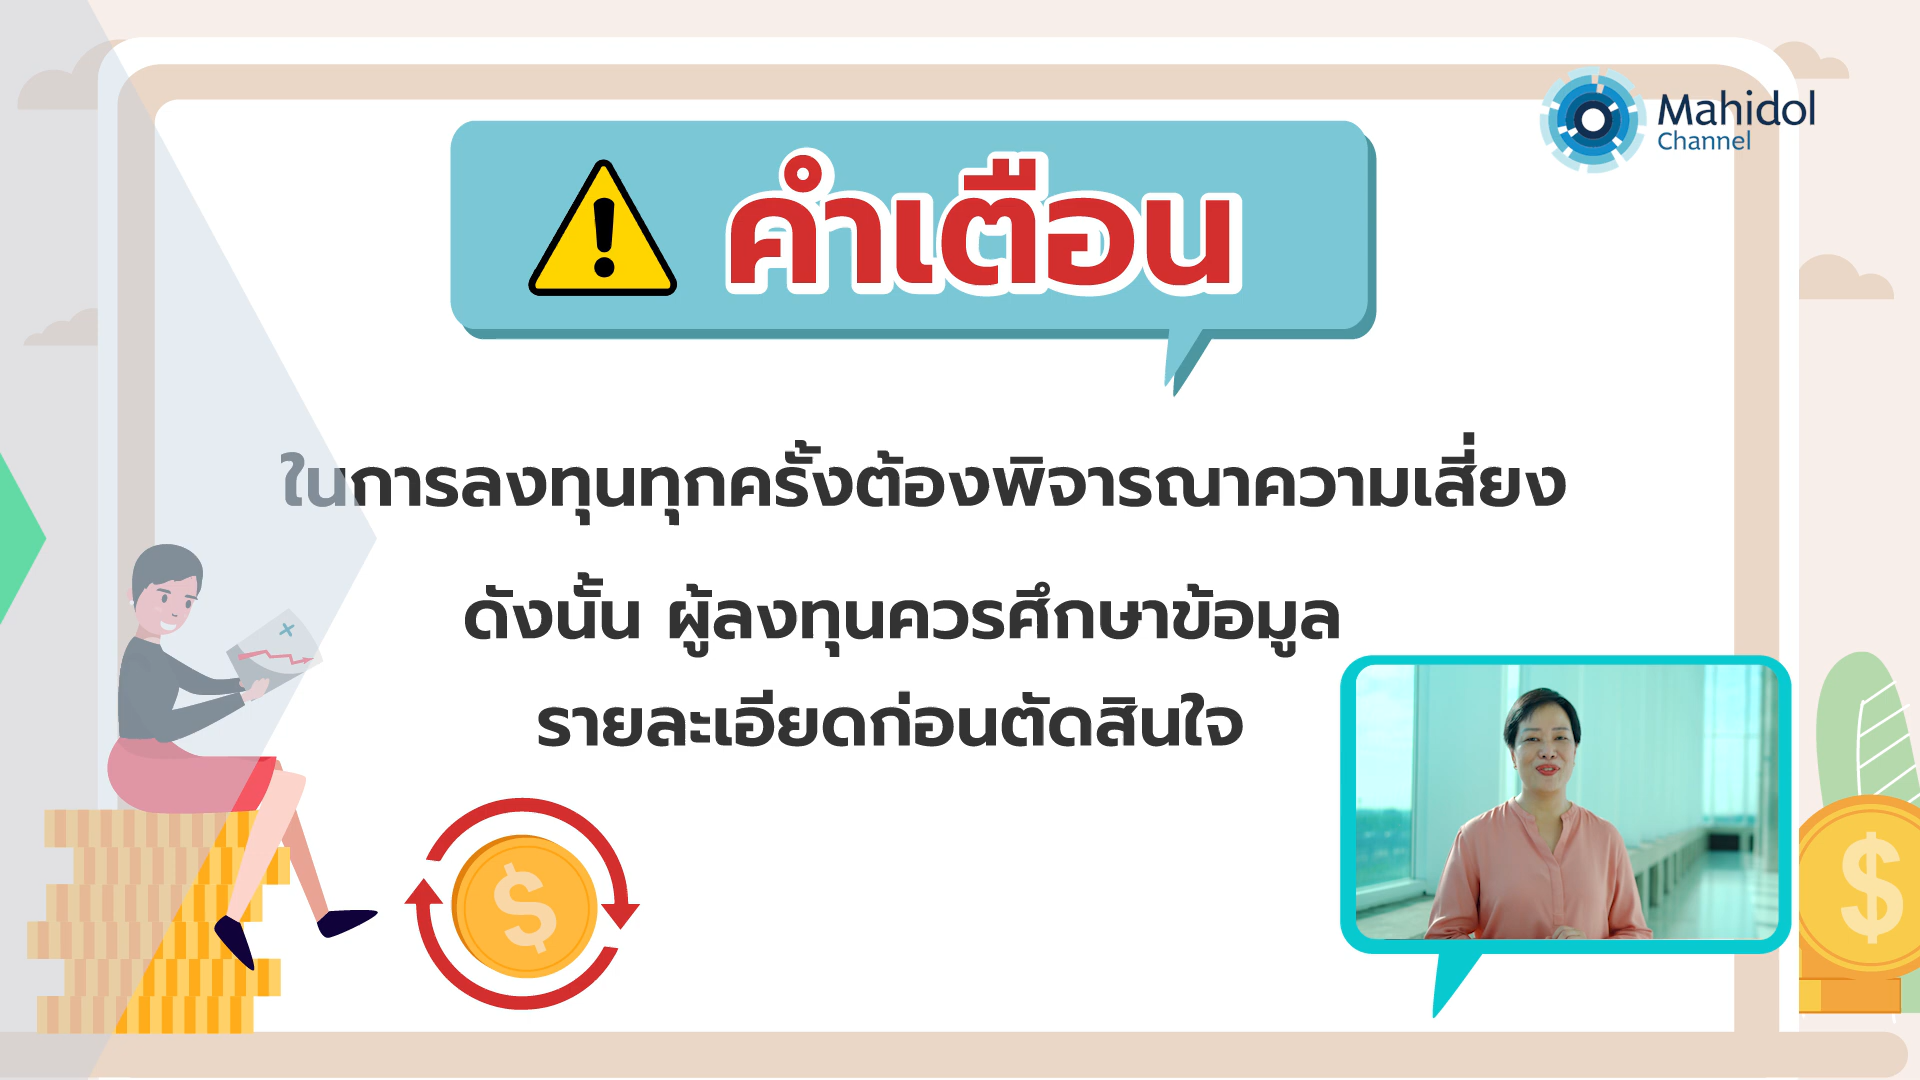 Mahidol
Channel
คำเตือน
ในการลงทุนทุกครั้งต้องพิจารณาความเสี่ยง
ดังนั้น ผู้ลงทุนควรศึกษาข้อมูล
รายละเอียดก่อนตัดสินใจ